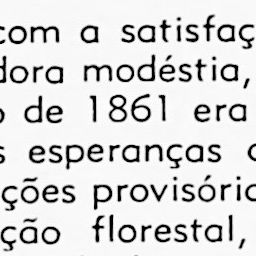 com a satisfaç
dora modéstia,
o de 1861 era
s esperanças
ções provisóri
ção florestal,